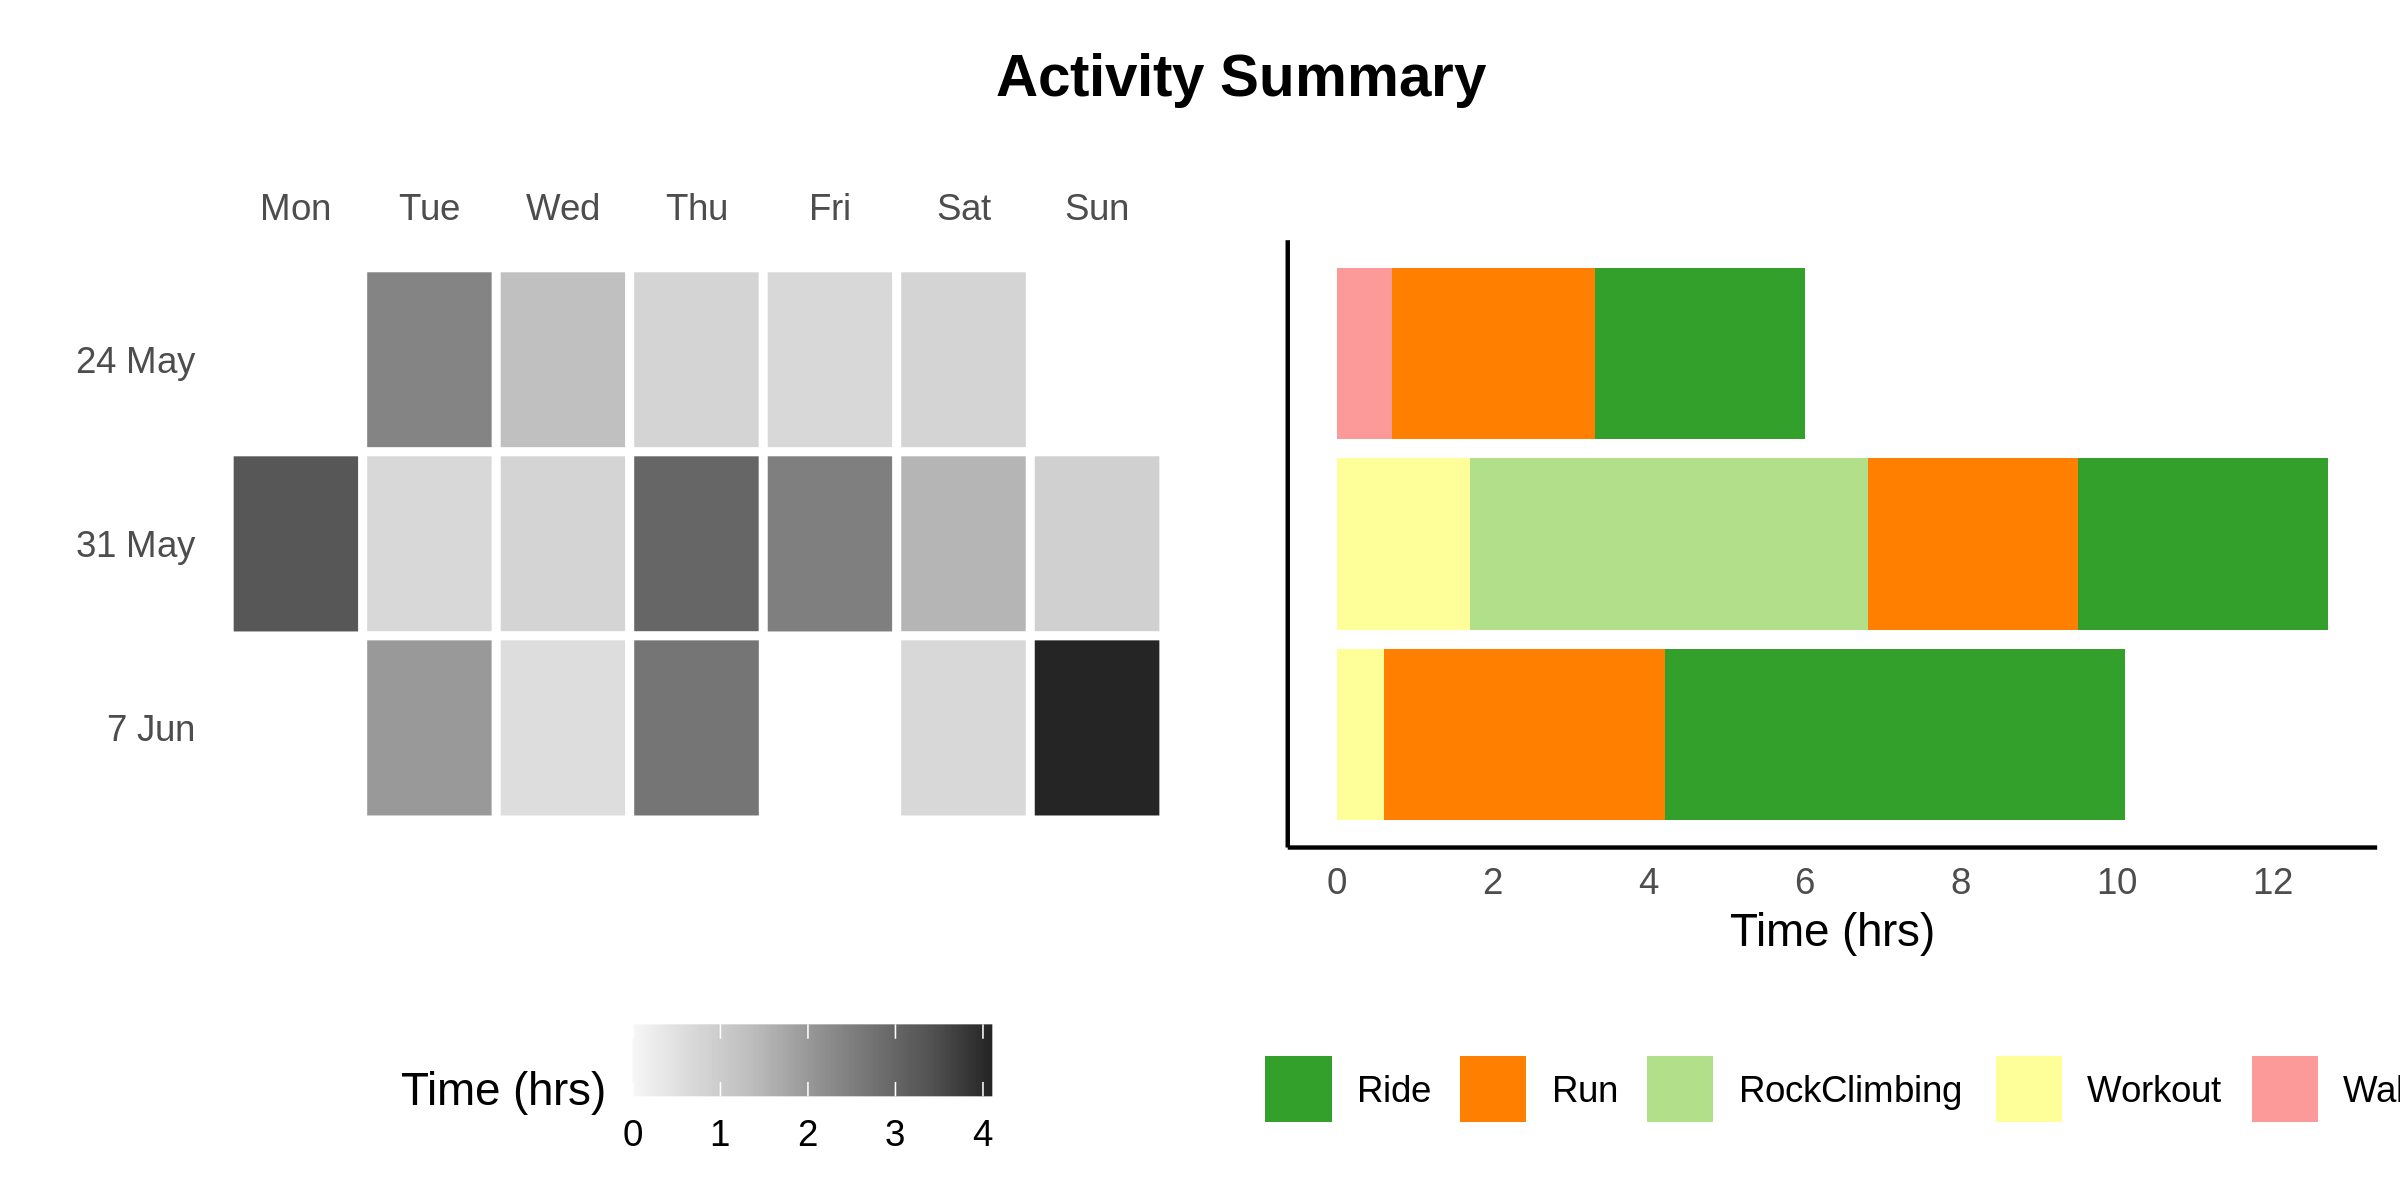 Activity Summary
Mon Tue Wed Thu Fri Sat Sun
24 May
31 May
7 Jun
0 2 4 6 8 10 12
Time (hrs)
Time (hrs)
0 1 2 3 4
Ride Run RockClimbing Workout